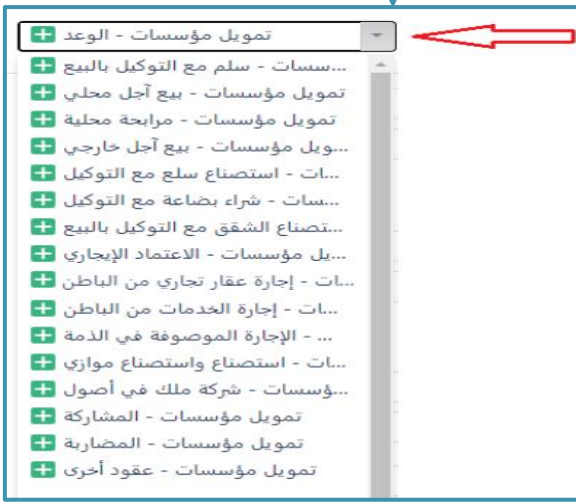 تمويل مؤسسات - الوعد
...سسات - سلم مع التوكيل بالبيع
تمويل مؤسسات - بيع آجل محلي
تمويل مؤسسات - مرابحة محلية
...ويل مؤسسات - بيع آجل خارجي
...ات - استصناع سلع مع التوكيل
...سات - شراء بضاعة مع التوكيل
...تصناع الشقق مع التوكيل بالبيع
...يل مؤسسات - الاعتماد الإيجاري
...ات - إجارة عقار تجاري من الباطن
...ات - إجارة الخدمات من الباطن
... - الإجارة الموصوفة في الذمة
...ات - استصناع واستصناع موازي
...ؤسسات - شركة ملك في أصول
تمويل مؤسسات - المشاركة
تمويل مؤسسات - المضاربة
تمويل مؤسسات - عقود أخرى